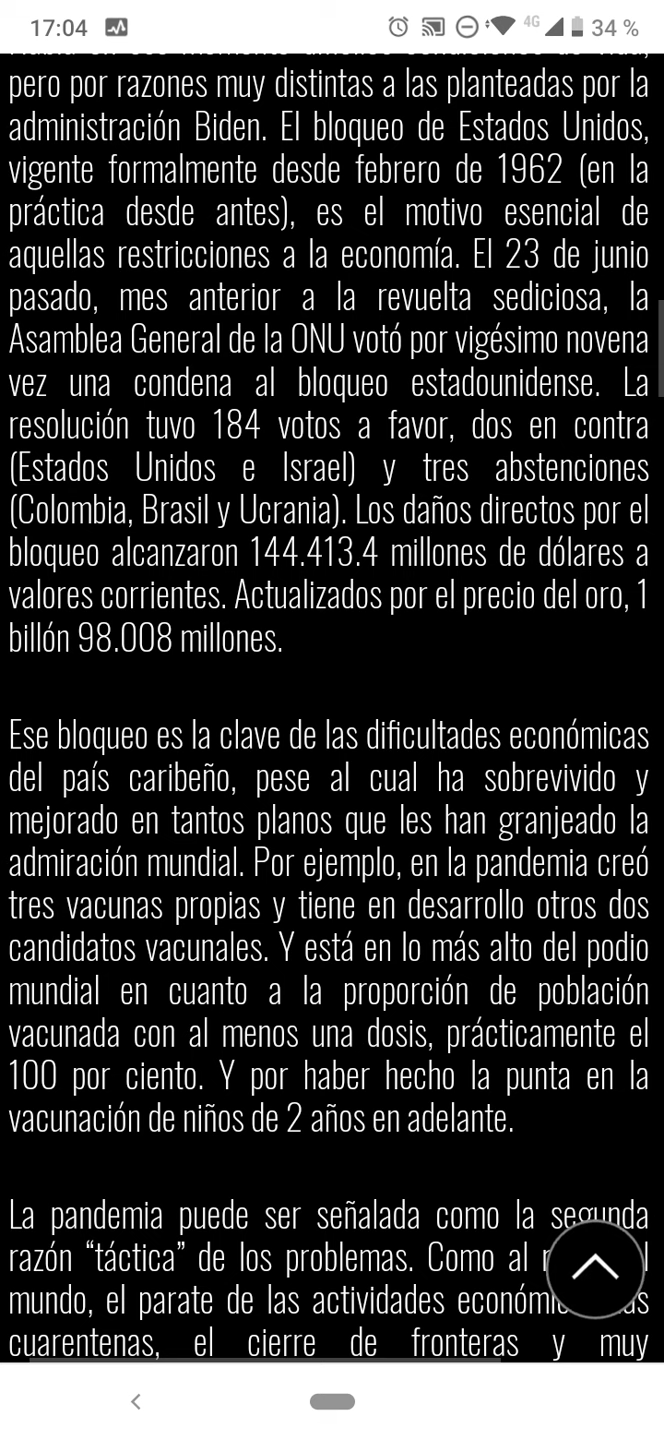 17:04
4G
34 %
pero por razones muy distintas a las planteadas por la
administración Biden. El bloqueo de Estados Unidos,
vigente formalmente desde febrero de 1962 (en la
práctica desde antes), es el motivo esencial de
aquellas restricciones a la economía. El 23 de junio
pasado, mes anterior a la revuelta sediciosa, la
Asamblea General de la ONU votó por vigésimo novena
vez una condena al bloqueo estadounidense. La
resolución tuvo 184 votos a favor, dos en contra
(Estados Unidos e Israel) y tres abstenciones
(Colombia, Brasil y Ucrania). Los daños directos por el
bloqueo alcanzaron 144.413.4 millones de dólares a
valores corrientes. Actualizados por el precio del oro, 1
billón 98.008 millones.
Ese bloqueo es la clave de las dificultades económicas
del país caribeño, pese al cual ha sobrevivido y
mejorado en tantos planos que les han granjeado la
admiración mundial. Por ejemplo, en la pandemia creó
tres vacunas propias y tiene en desarrollo otros dos
candidatos vacunales. Y está en lo más alto del podio
mundial en cuanto a la proporción de población
vacunada con al menos una dosis, prácticamente el
100 por ciento. Y por haber hecho la punta en la
vacunación de niños de 2 años en adelante.
La pandemia puede ser señalada como la segunda
razón “táctica” de los problemas. Como al
mundo, el parate de las actividades
cuarentenas, el cierre de fronteras y muy